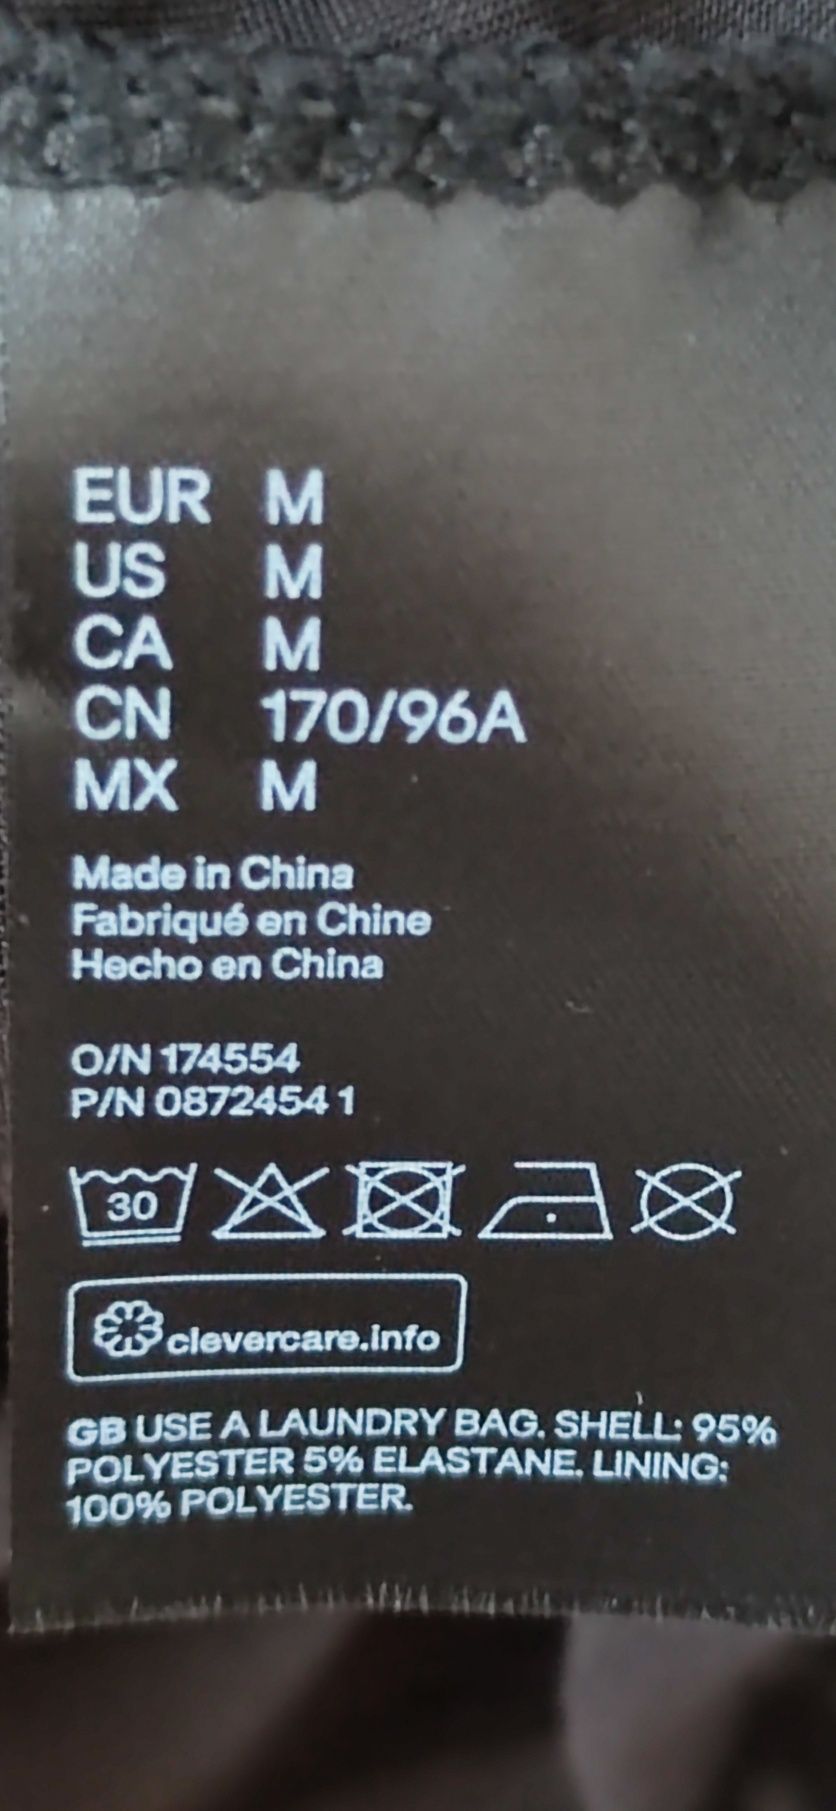 EUR M
US M
CA M
CN 170/96A
MX M
Made in China
Fabriqué en Chine
Hecho en China
O/N 174554
P/N 0872454 1
30
clevercare.info
GB USE A LAUNDRY BAG. SHELL: 95%
POLYESTER 5% ELASTANE. LINING:
100% POLYESTER.